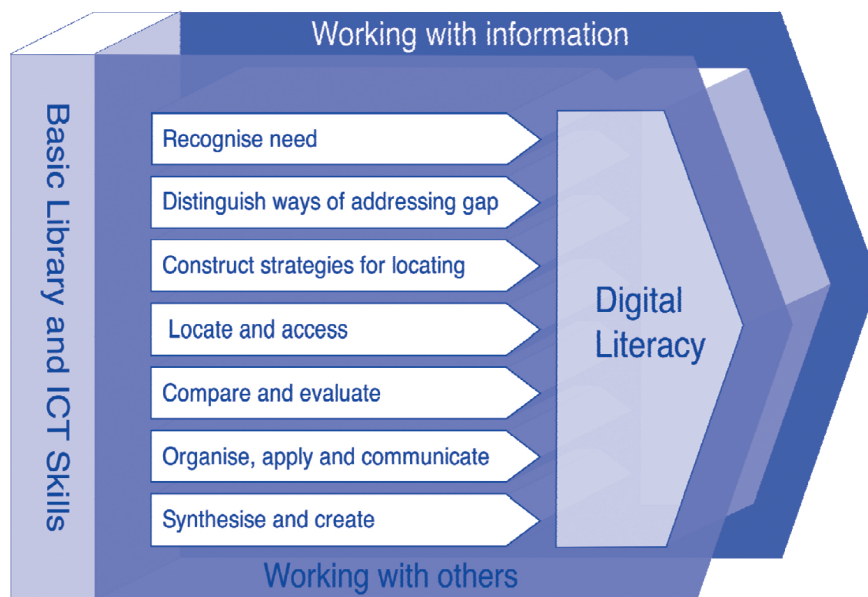 Working with information
Basic Library and ICT Skills
Recognise need
Distinguish ways of addressing gap
Construct strategies for locating
Locate and access
Compare and evaluate
Organise, apply and communicate
Synthesise and create
Digital
Literacy
Working with others